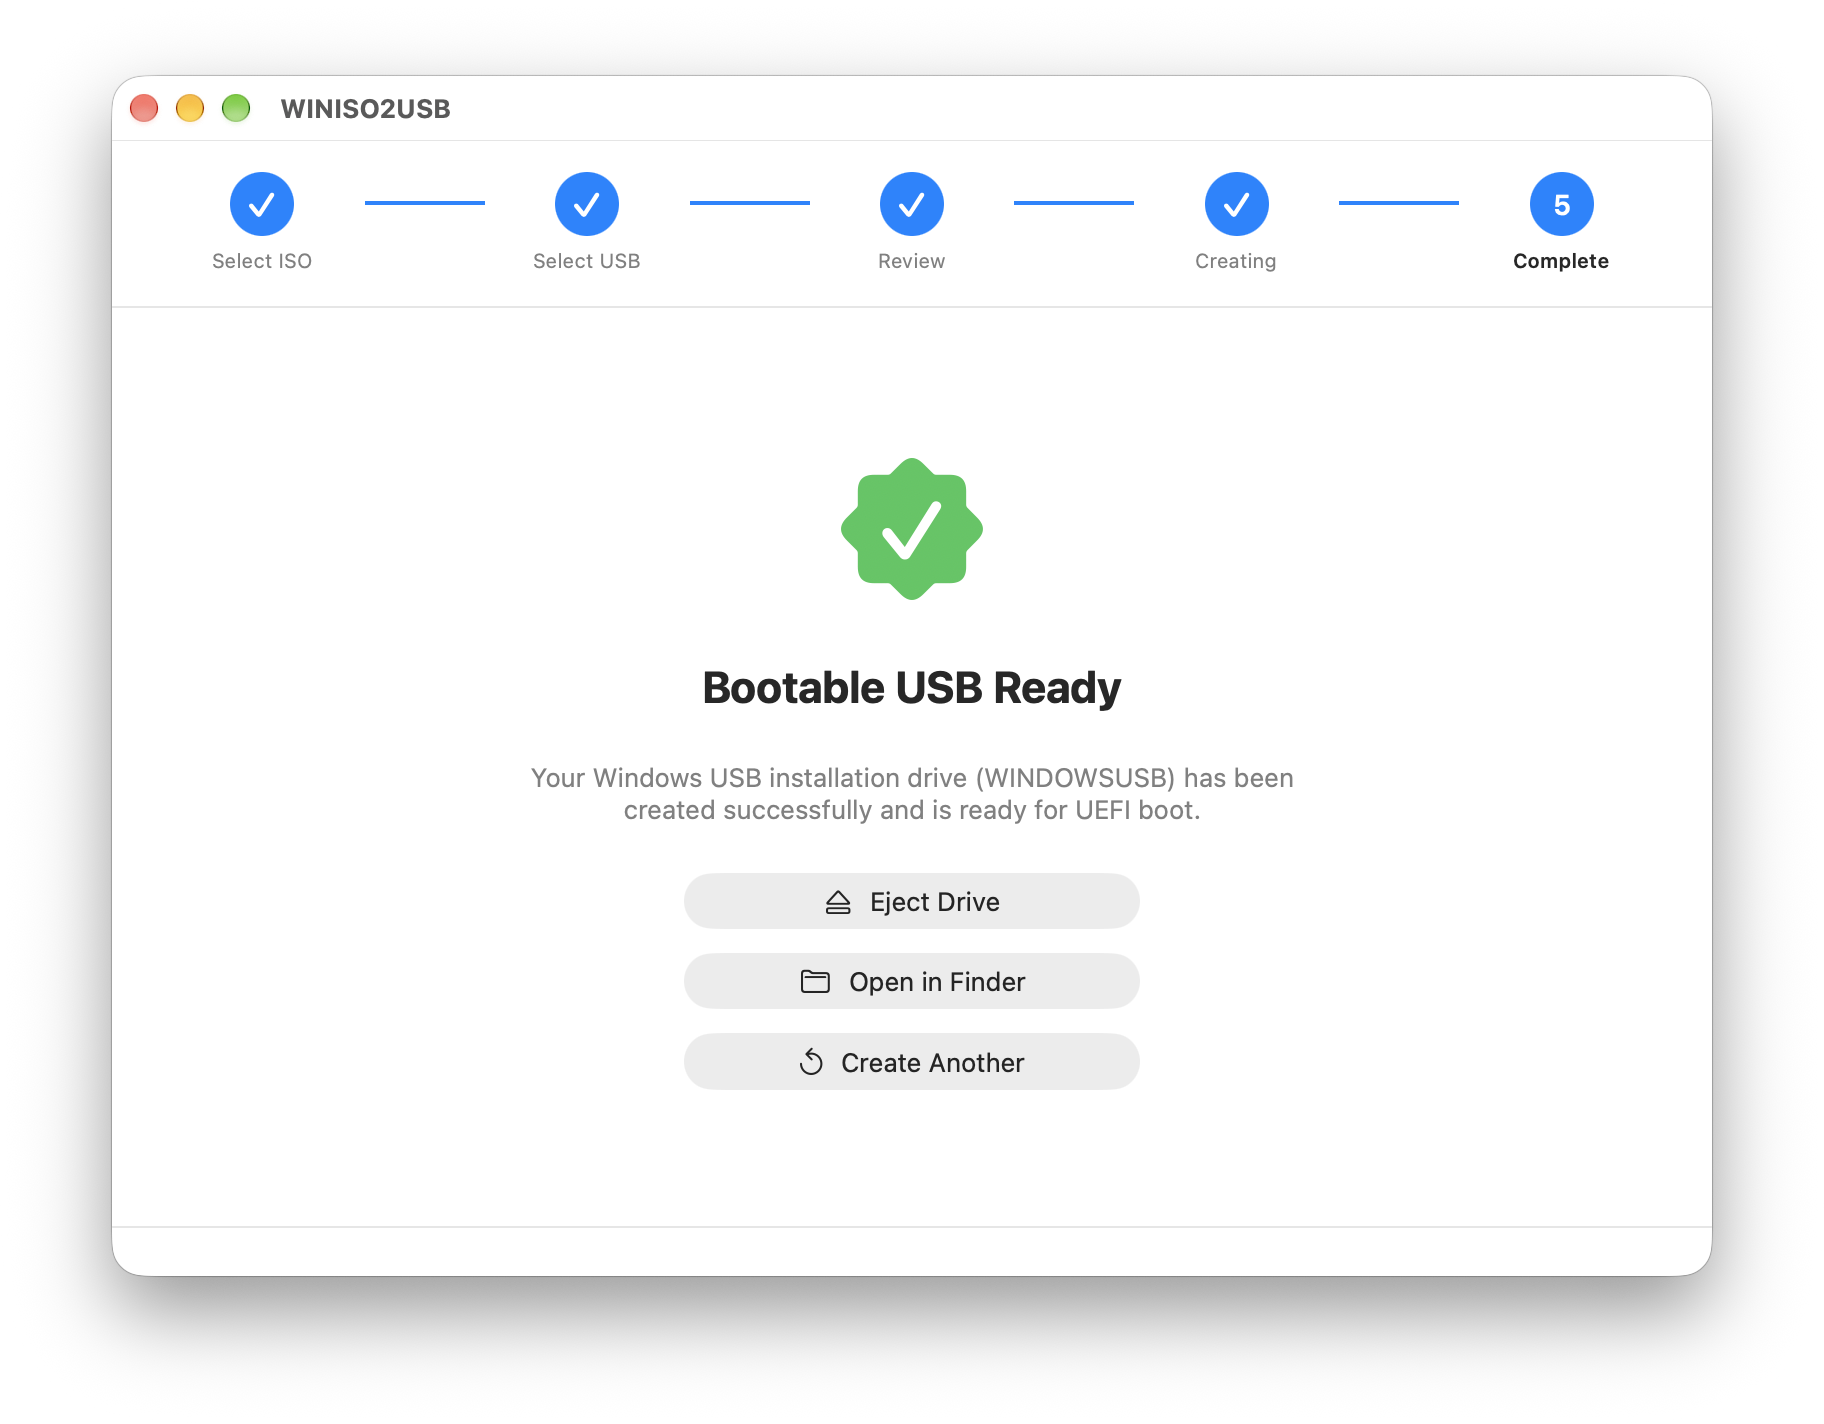 WINISO2USB
Select ISO
Select USB
Review
Creating
5
Complete
Bootable USB Ready
Your Windows USB installation drive (WINDOWSUSB) has been
created successfully and is ready for UEFI boot.
Eject Drive
Open in Finder
Create Another